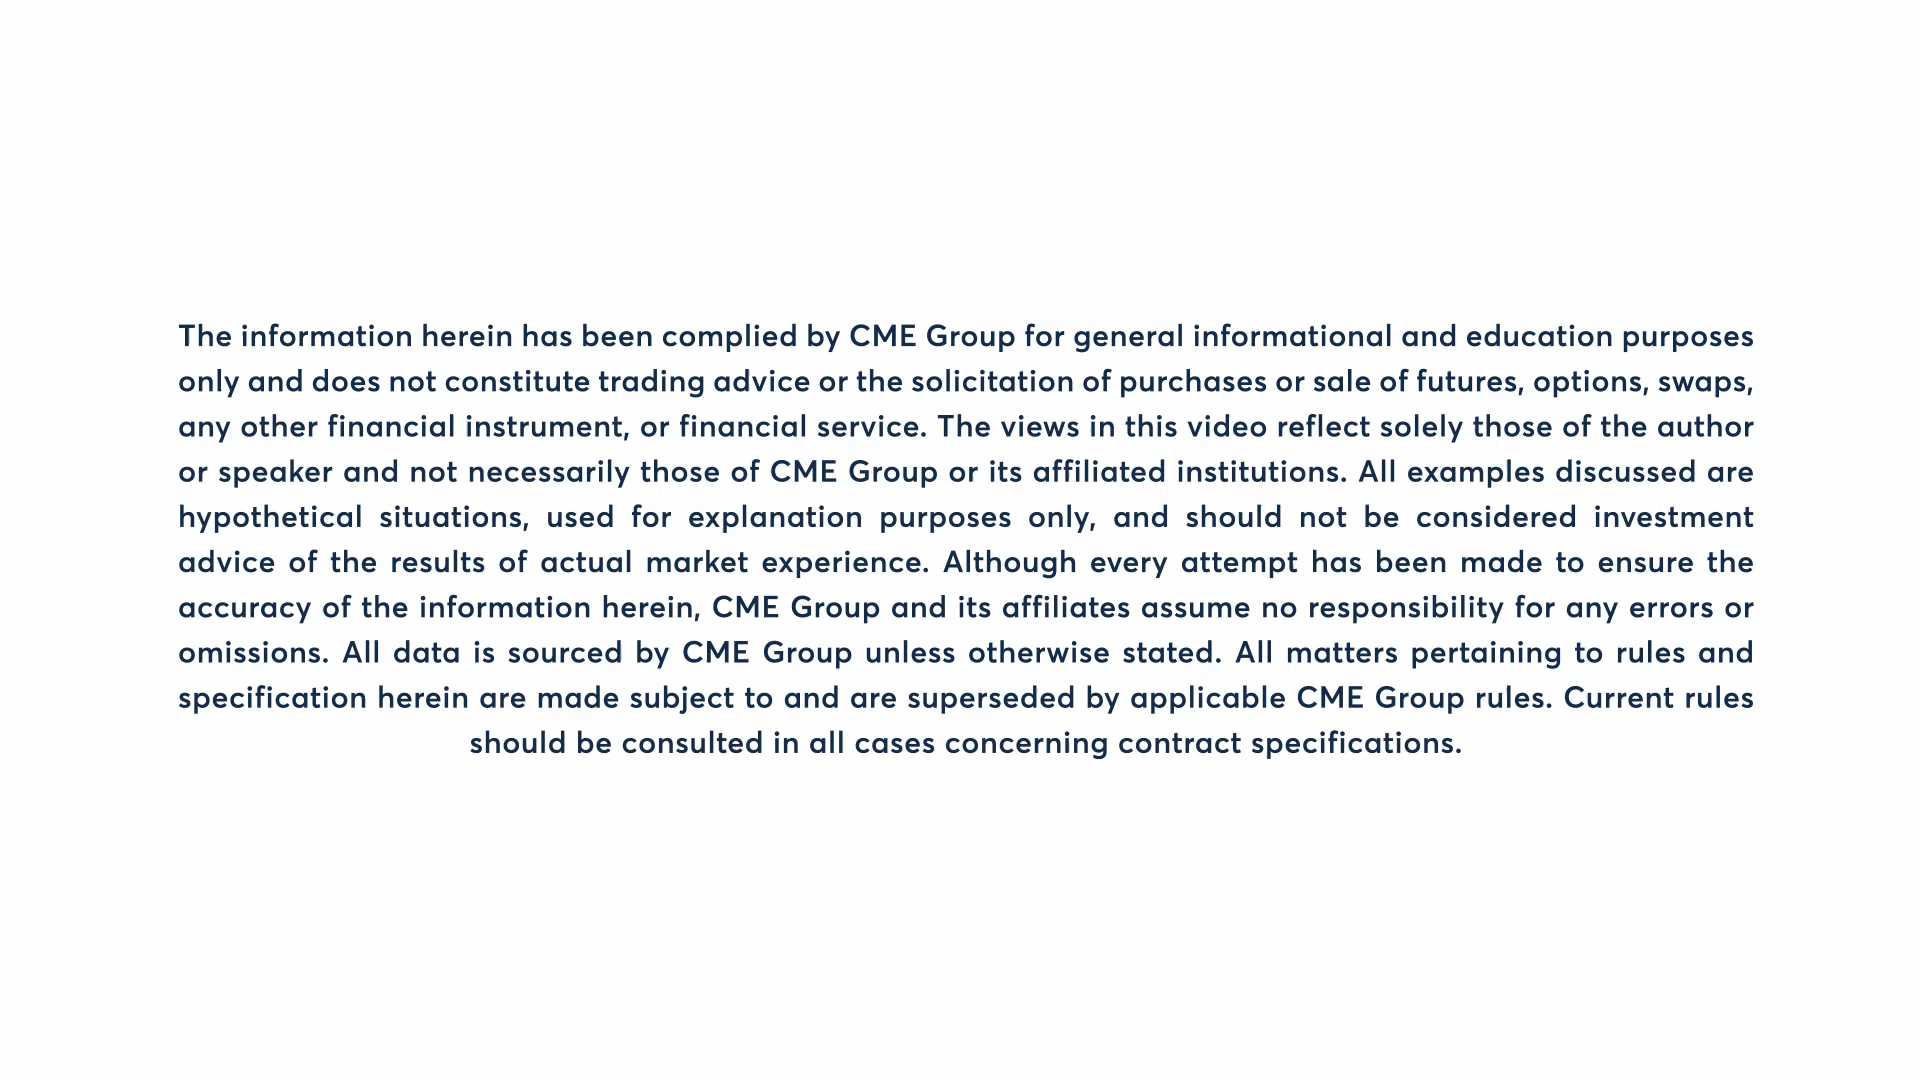 The information herein has been complied by CME Group for general informational and education purposes
only and does not constitute trading advice or the solicitation of purchases or sale of futures, options, swaps,
any other financial instrument, or financial service. The views in this video reflect solely those of the author
or speaker and not necessarily those of CME Group or its affiliated institutions. All examples discussed are
hypothetical situations, used for explanation purposes only, and should not be considered investment
advice of the results of actual market experience. Although every attempt has been made to ensure the
accuracy of the information herein, CME Group and its affiliates assume no responsibility for any errors or
omissions. All data is sourced by CME Group unless otherwise stated. All matters pertaining to rules and
specification herein are made subject to and are superseded by applicable CME Group rules. Current rules
should be consulted in all cases concerning contract specifications.